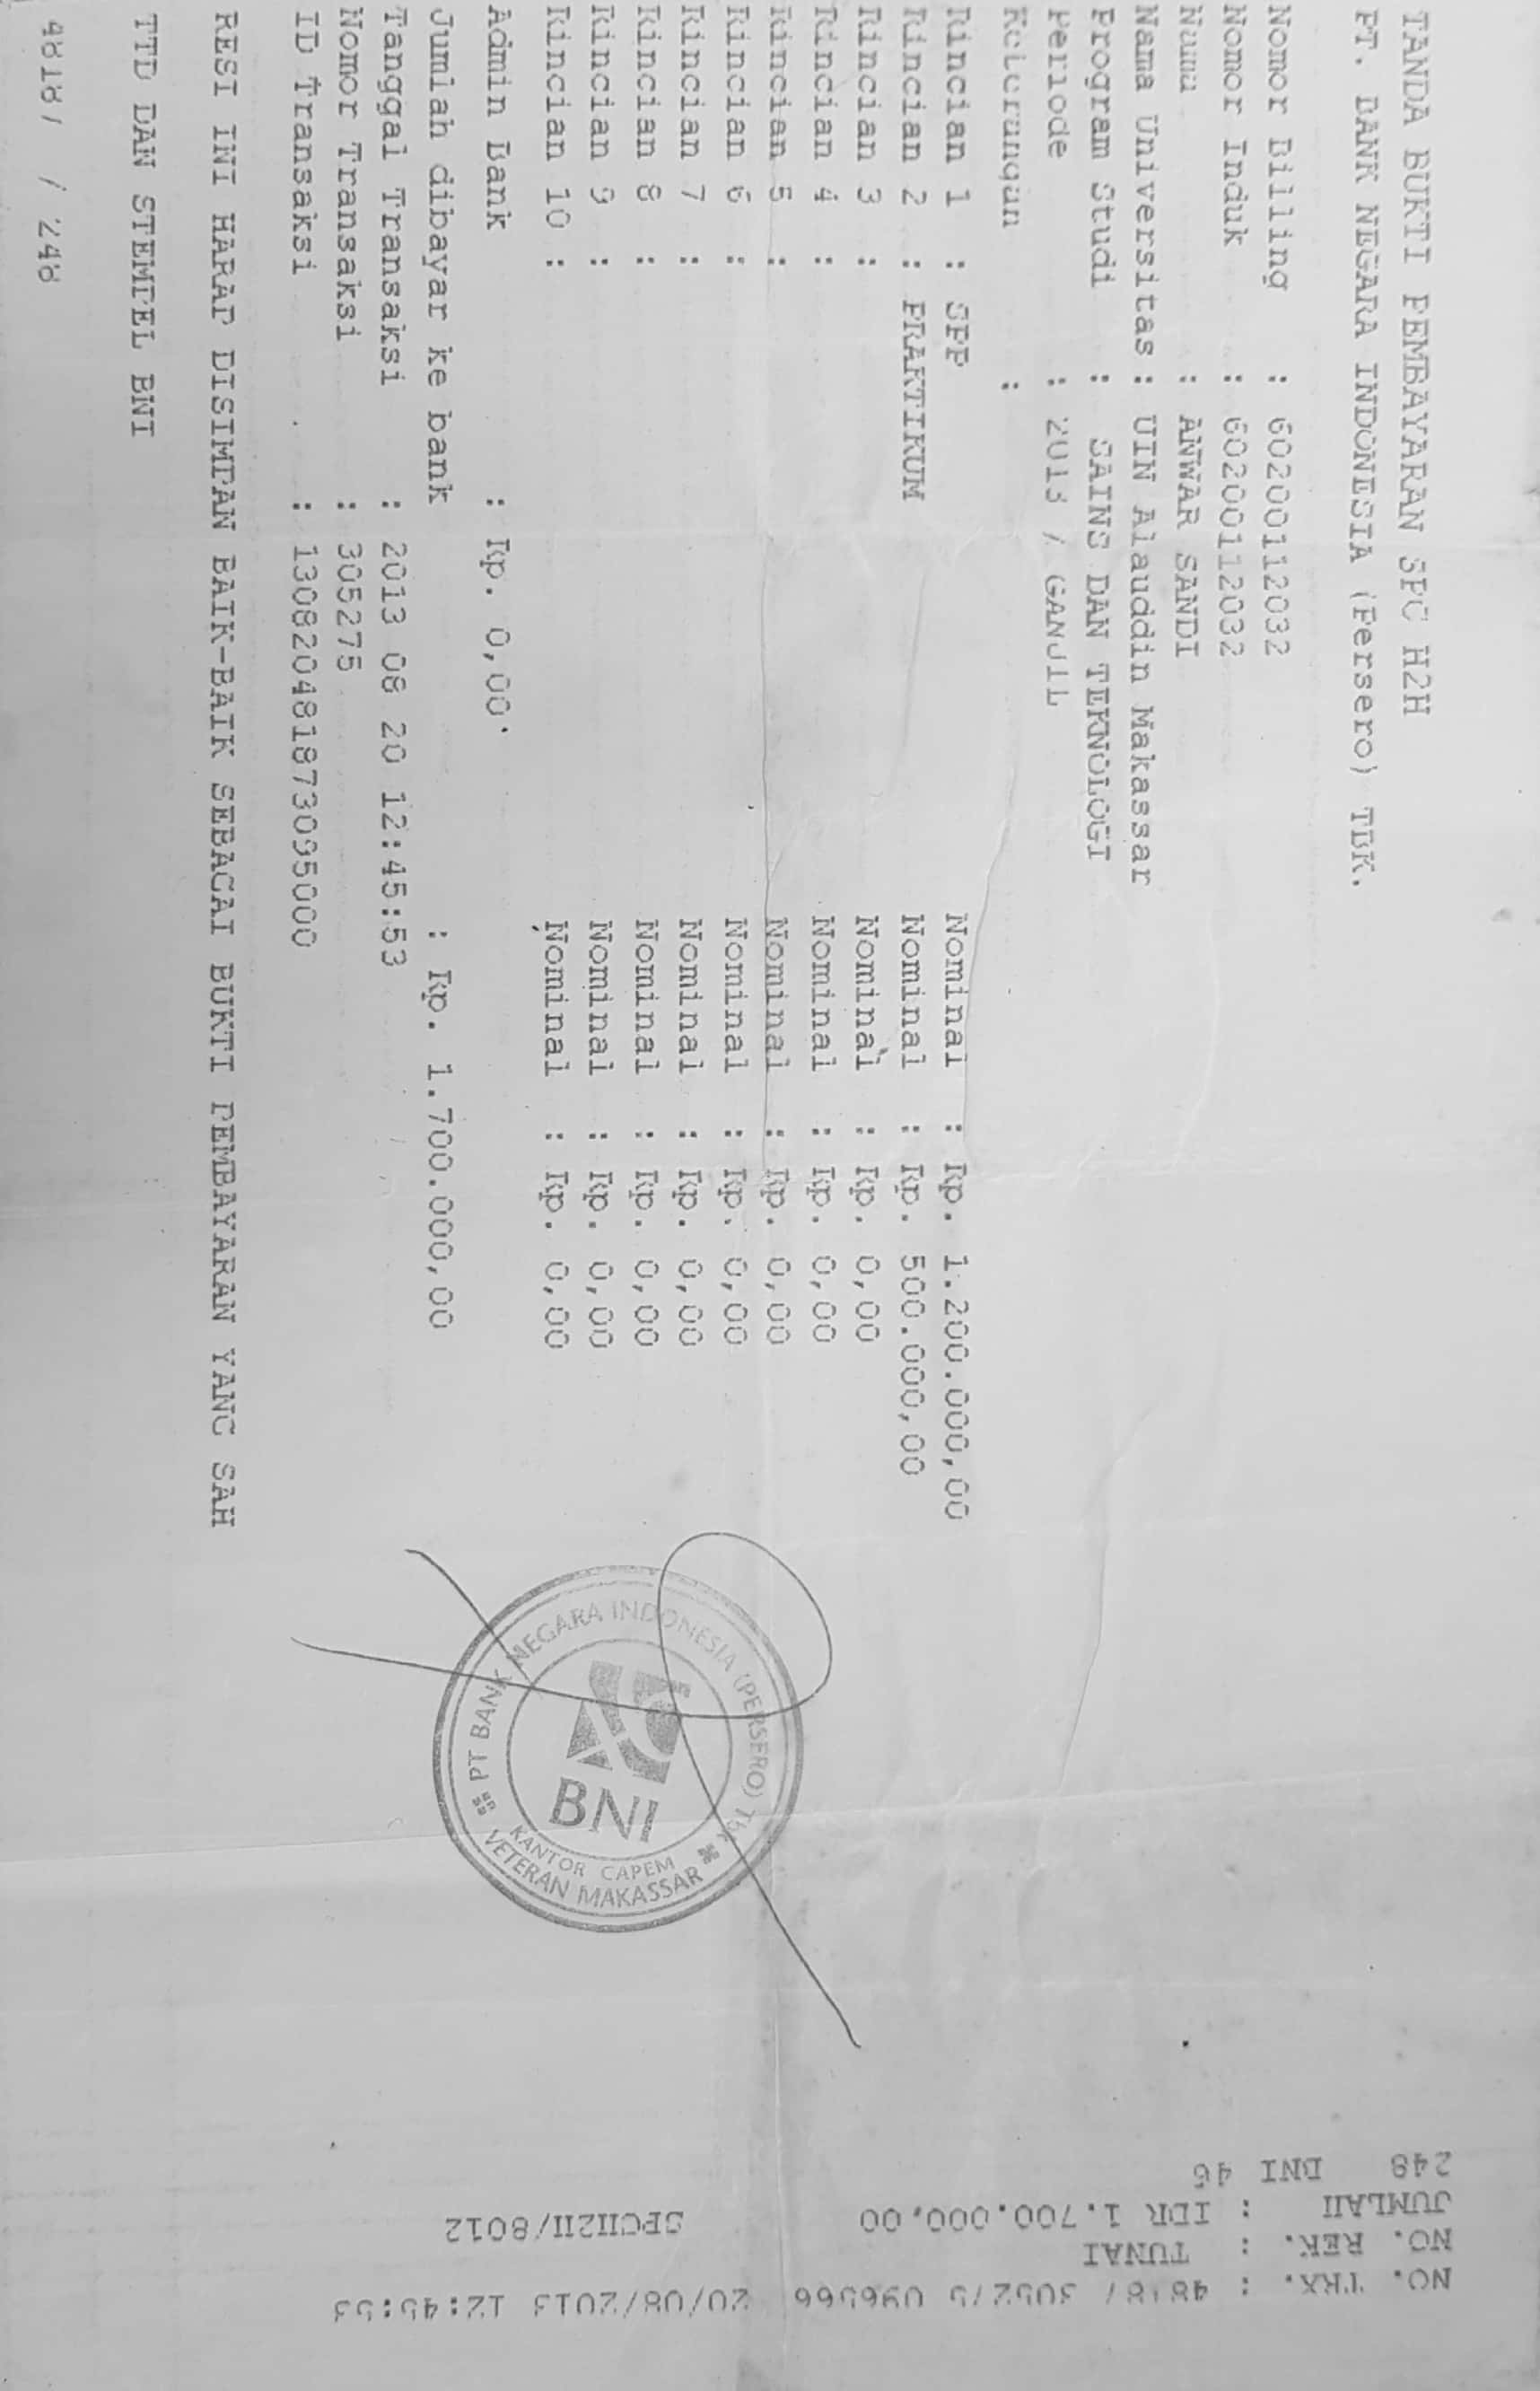 TANDA BUKTI PEMBAYARAN SPC H2H
PT. BANK NEGARA INDONESIA (Persero) TBK.
Nomor Billing : 60200112032
Nomor Induk : 60200112032
Nama : ANWAR SANDI
Nama Universitas : UIN Alauddin Makassar
Program Studi : SAINS DAN TEKNOLOGI
Periode : 2013 / GANJIL
Keterangan :
Rincian 1 : SPP Nominal : Rp. 1.200.000,00
Rincian 2 : PRAKTIKUM Nominal : Rp. 500.000,00
Rincian 3 : Nominal : Rp. 0,00
Rincian 4 : Nominal : Rp. 0,00
Rincian 5 : Nominal : Rp. 0,00
Rincian 6 : Nominal : Rp. 0,00
Rincian 7 : Nominal : Rp. 0,00
Rincian 8 : Nominal : Rp. 0,00
Rincian 9 : Nominal : Rp. 0,00
Rincian 10 : Nominal : Rp. 0,00
Admin Bank : Rp. 0,00
Jumlah dibayar ke bank : Rp. 1.700.000,00
Tanggal Transaksi : 2013 08 20 12:45:53
Nomor Transaksi : 305275
ID Transaksi : 130820481873095000
RESI INI HARAP DISIMPAN BAIK-BAIK SEBAGAI BUKTI PEMBAYARAN YANG SAH
TTD DAN STEMPEL BNI
48187 / 248
PT BANK NEGARA INDONESIA (PERSERO) Tbk
BNI
KANTOR CAPEM
VETERAN MAKASSAR
NO. TRX. : 48187 305275 096566 20/08/2013 12:45:53
NO. REK. : TUNAI
JUMLAH : IDR 1.700.000,00 SPCH2H/8012
248 BNI 46